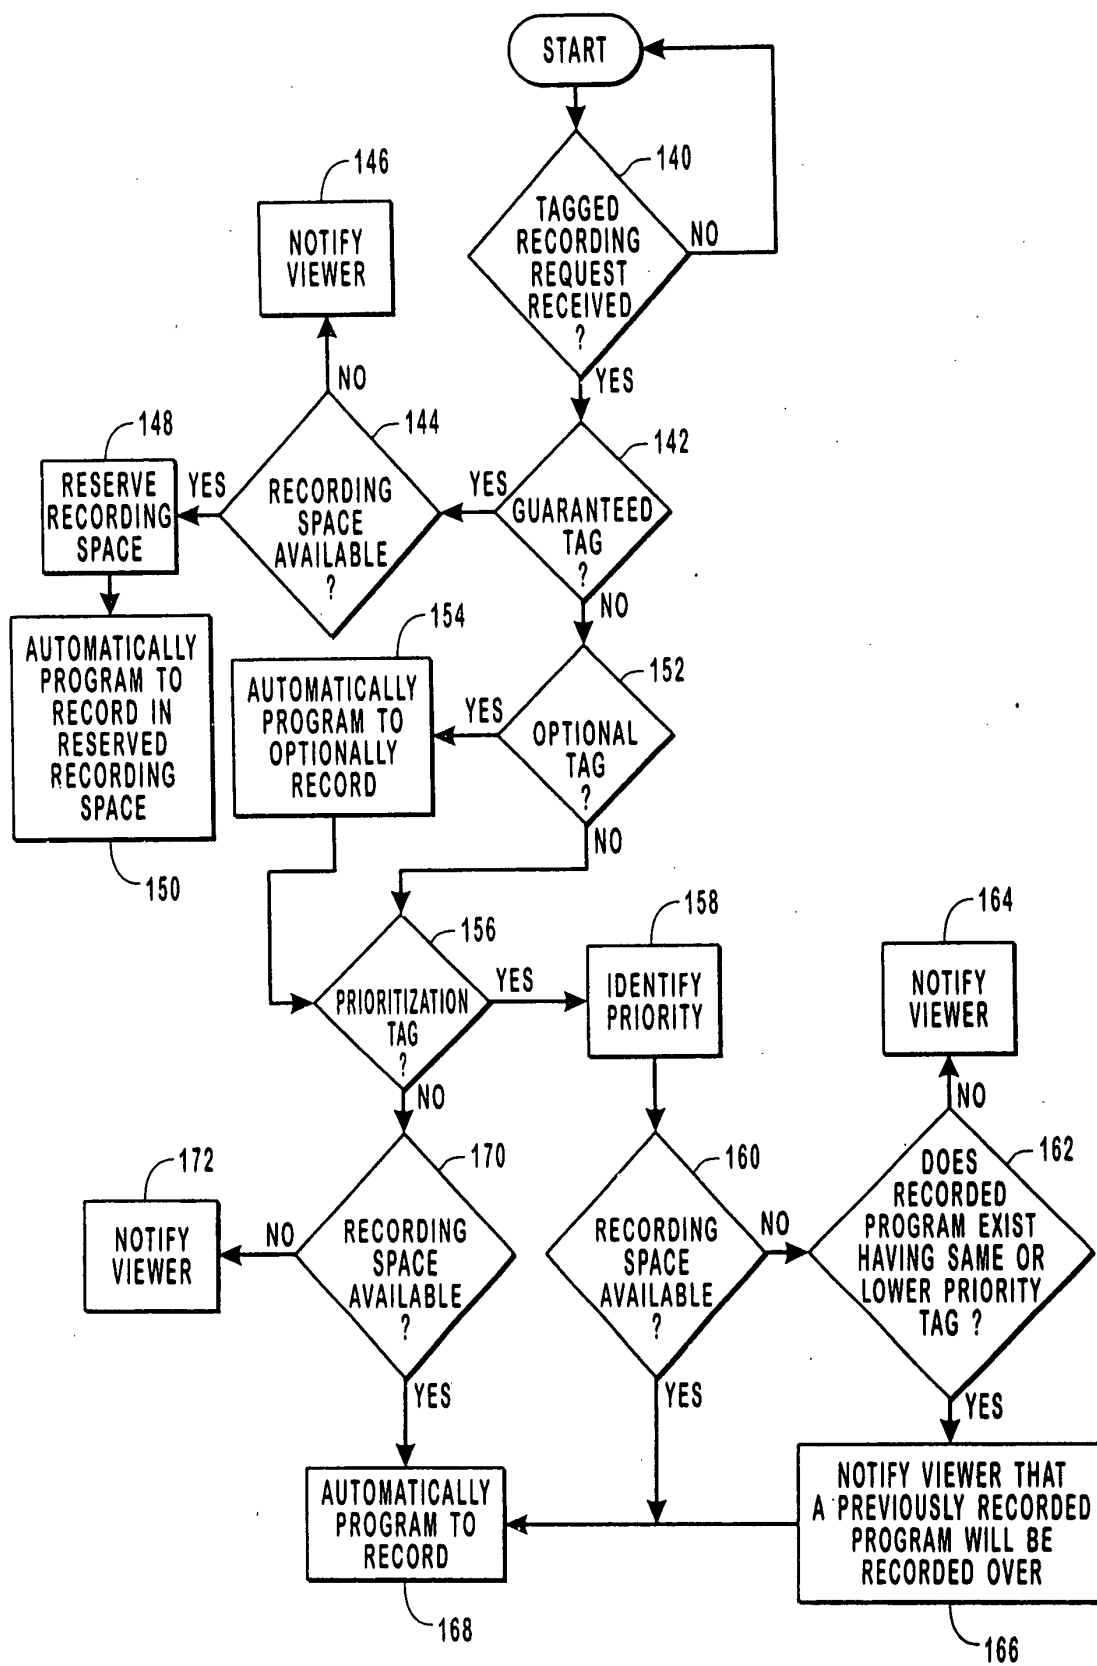 START
140
TAGGED
RECORDING
REQUEST
RECEIVED
?
NO
YES
146
NOTIFY
VIEWER
NO
144
RECORDING
SPACE
AVAILABLE
?
YES
142
GUARANTEED
TAG
?
YES
NO
148
RESERVE
RECORDING
SPACE
AUTOMATICALLY
PROGRAM TO
RECORD IN
RESERVED
RECORDING
SPACE
150
154
AUTOMATICALLY
PROGRAM TO
OPTIONALLY
RECORD
YES
152
OPTIONAL
TAG
?
NO
156
PRIORITIZATION
TAG
?
YES
NO
158
IDENTIFY
PRIORITY
164
NOTIFY
VIEWER
NO
172
NOTIFY
VIEWER
NO
170
RECORDING
SPACE
AVAILABLE
?
YES
160
RECORDING
SPACE
AVAILABLE
?
NO
YES
162
DOES
RECORDED
PROGRAM EXIST
HAVING SAME OR
LOWER PRIORITY
TAG ?
YES
AUTOMATICALLY
PROGRAM TO
RECORD
168
NOTIFY VIEWER THAT
A PREVIOUSLY RECORDED
PROGRAM WILL BE
RECORDED OVER
166